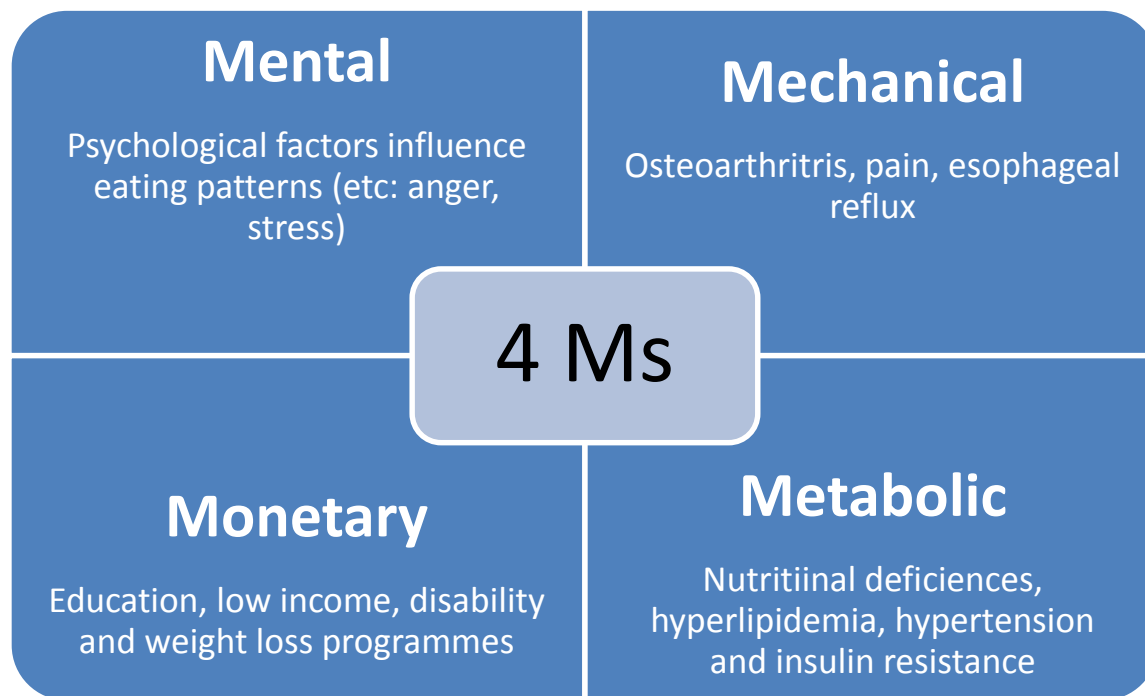 Mental
Psychological factors influence
eating patterns (etc: anger,
stress)
Mechanical
Osteoarthritris, pain, esophageal
reflux
4 Ms
Monetary
Education, low income, disability
and weight loss programmes
Metabolic
Nutritiinal deficiences,
hyperlipidemia, hypertension
and insulin resistance